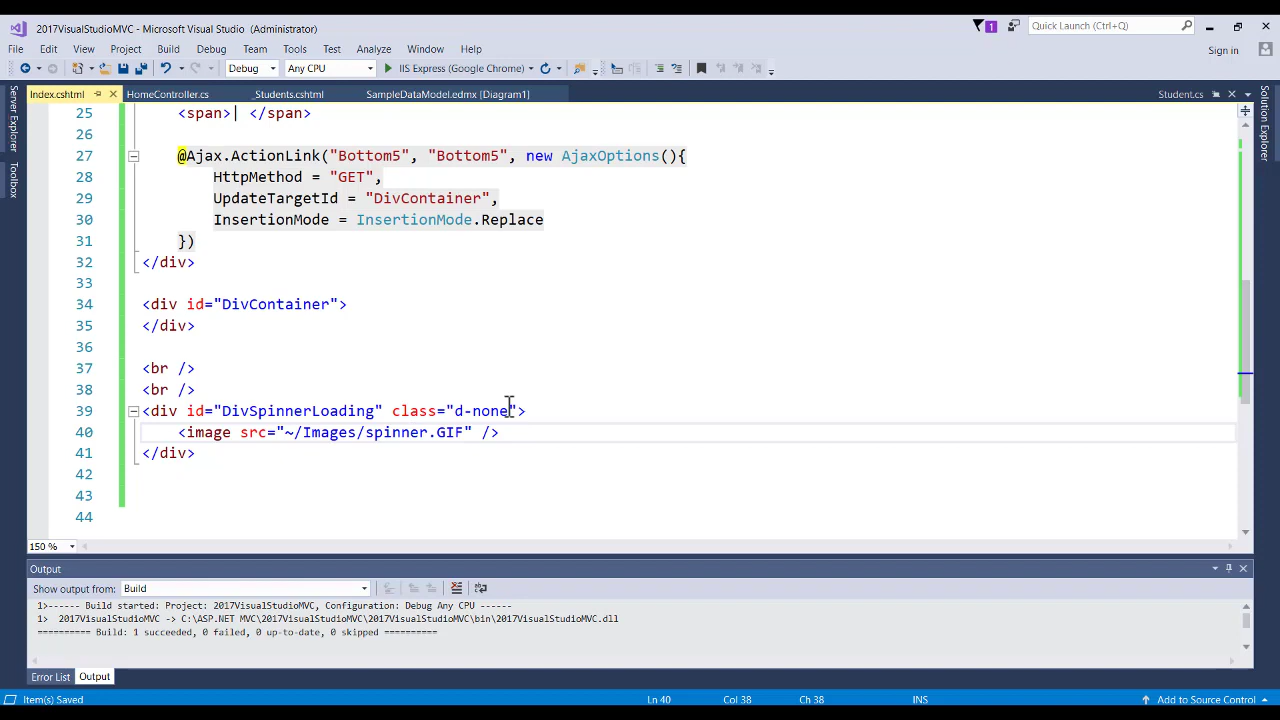 2017VisualStudioMVC - Microsoft Visual Studio (Administrator)
1
Quick Launch (Ctrl+Q)
File Edit View Project Build Debug Team Tools Test Analyze Window Help
Sign in
Debug Any CPU IIS Express (Google Chrome)
Index.cshtml HomeController.cs _Students.cshtml SampleDataModel.edmx [Diagram1] Student.cs
Server Explorer
Toolbox
Solution Explorer
25 <span>| </span>
26
27 @Ajax.ActionLink("Bottom5", "Bottom5", new AjaxOptions(){
28 HttpMethod = "GET",
29 UpdateTargetId = "DivContainer",
30 InsertionMode = InsertionMode.Replace
31 })
32 </div>
33
34 <div id="DivContainer">
35 </div>
36
37 <br />
38 <br />
39 <div id="DivSpinnerLoading" class="d-none">
40 <image src="~/Images/spinner.GIF" />
41 </div>
42
43
44
150 %
Output
Show output from: Build
1>------ Build started: Project: 2017VisualStudioMVC, Configuration: Debug Any CPU ------
1> 2017VisualStudioMVC -> C:\ASP.NET MVC\2017VisualStudioMVC\2017VisualStudioMVC\bin\2017VisualStudioMVC.dll
========== Build: 1 succeeded, 0 failed, 0 up-to-date, 0 skipped ==========
Error List Output
Item(s) Saved Ln 40 Col 38 Ch 38 INS Add to Source Control